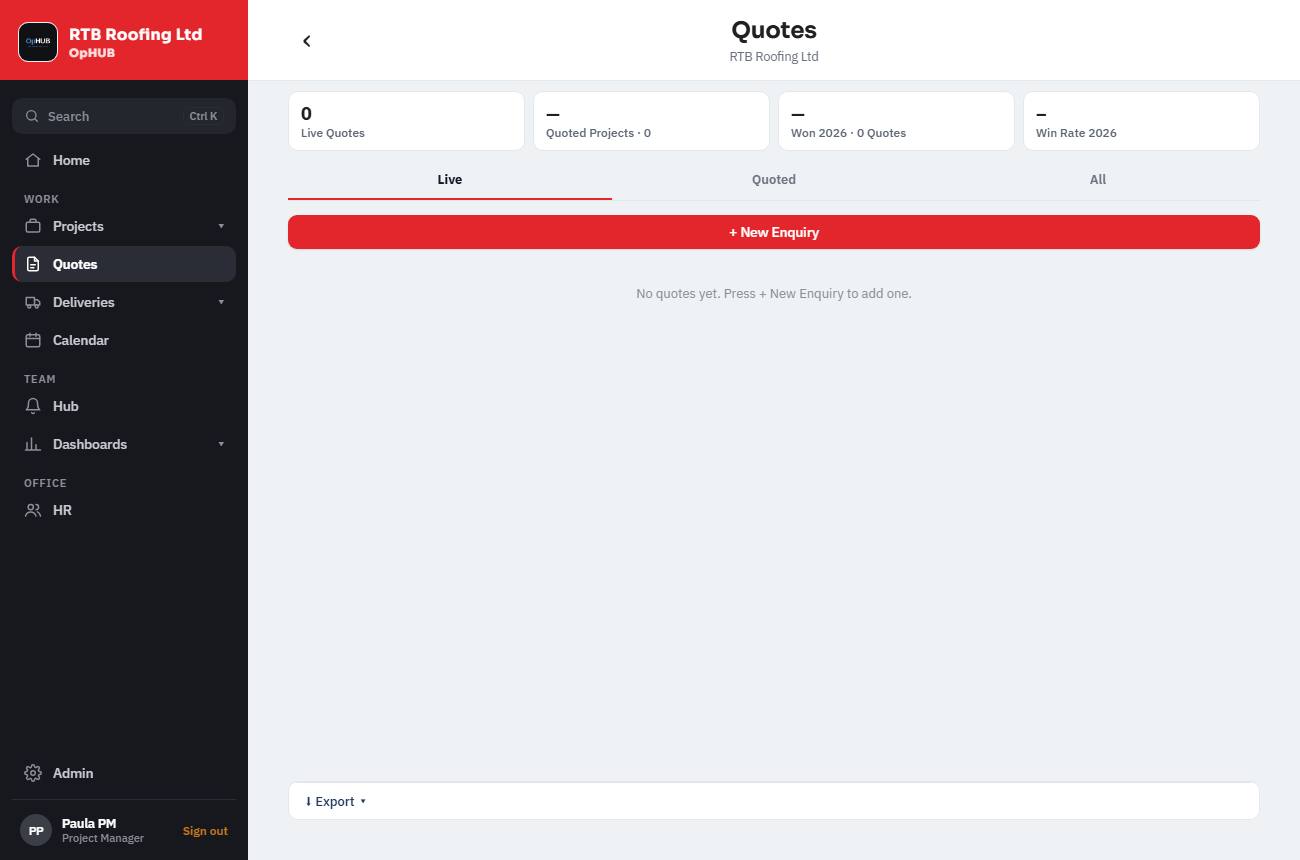 OpHUB
RTB Roofing Ltd
OpHUB
Search
Ctrl K
Home
WORK
Projects
Quotes
Deliveries
Calendar
TEAM
Hub
Dashboards
OFFICE
HR
Admin
PP
Paula PM
Project Manager
Sign out
Quotes
RTB Roofing Ltd
0
Live Quotes
—
Quoted Projects · 0
—
Won 2026 · 0 Quotes
–
Win Rate 2026
Live
Quoted
All
+ New Enquiry
No quotes yet. Press + New Enquiry to add one.
Export